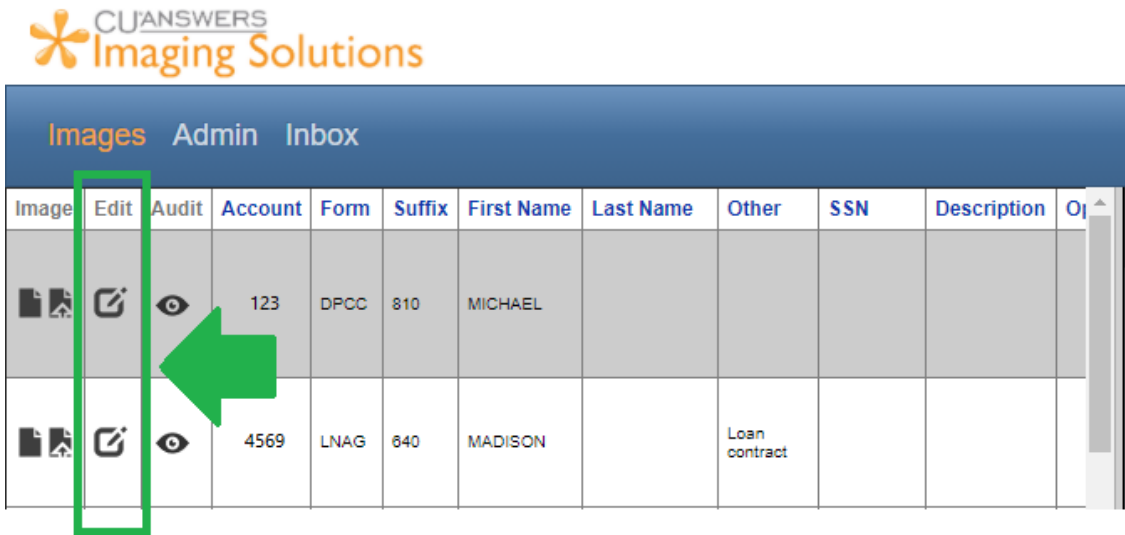 CU*ANSWERS
Imaging Solutions
Images Admin Inbox
Image Edit Audit Account Form Suffix First Name Last Name Other SSN Description
123 DPCC 810 MICHAEL
4569 LNAG 640 MADISON Loan
contract